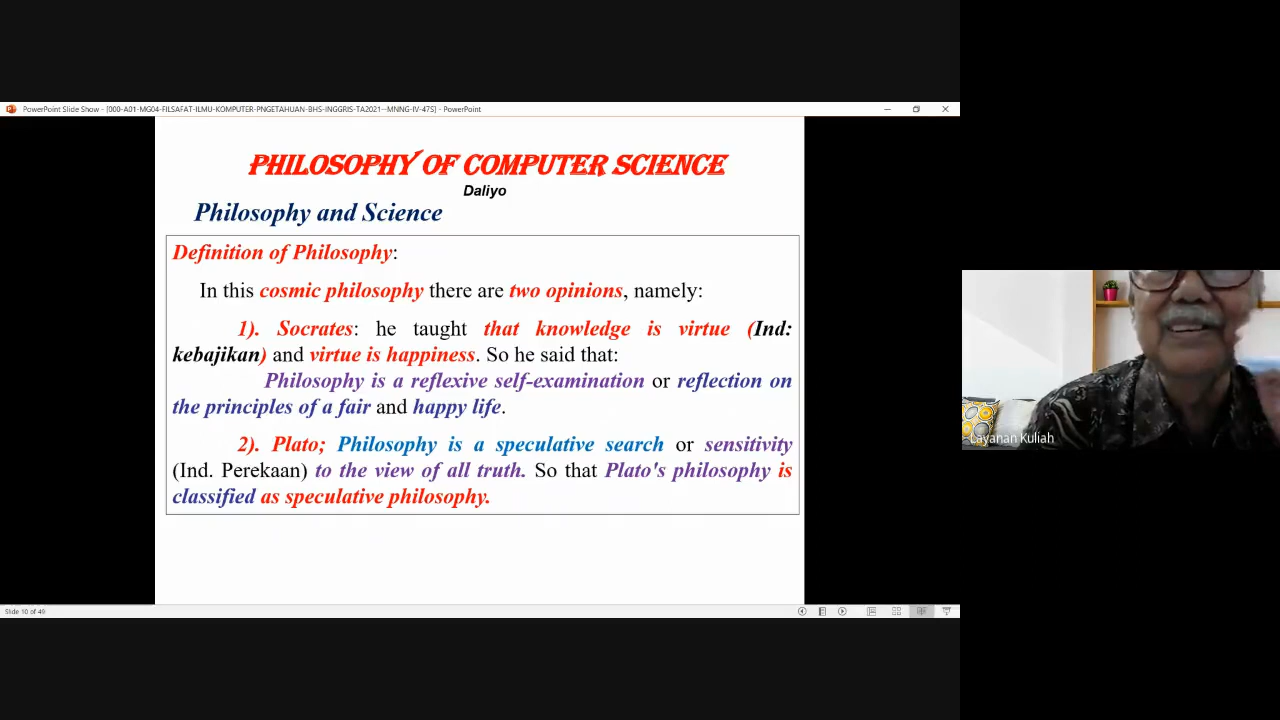 PowerPoint Slide Show - [000-A01-MG04-FILSAFAT-ILMU-KOMPUTER-PNGETAHUAN-BHS-INGGRIS-TA2021--MNNG-IV-47S] - PowerPoint
PHILOSOPHY OF COMPUTER SCIENCE
Daliyo
Philosophy and Science
Definition of Philosophy:
In this cosmic philosophy there are two opinions, namely:
1). Socrates: he taught that knowledge is virtue (Ind:
kebajikan) and virtue is happiness. So he said that:
Philosophy is a reflexive self-examination or reflection on
the principles of a fair and happy life.
2). Plato; Philosophy is a speculative search or sensitivity
(Ind. Perekaan) to the view of all truth. So that Plato's philosophy is
classified as speculative philosophy.
Layanan Kuliah
Slide 10 of 49